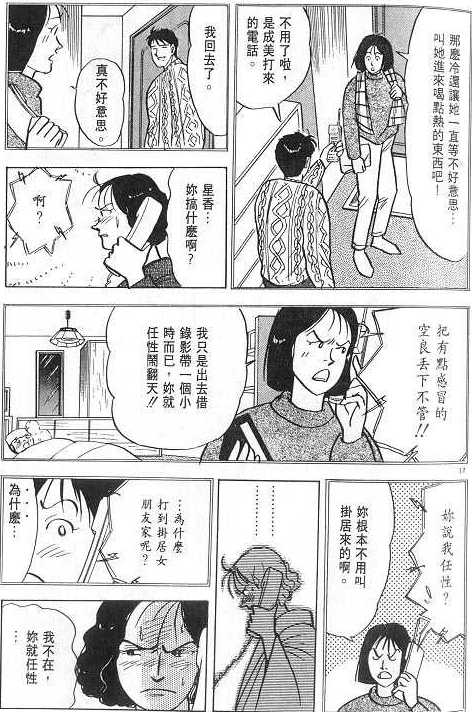 那麼冷還讓她一直等不好意思…
叫她進來喝點熱的東西吧！
不用了啦，
是成美打來
的電話。
我回去了。
真不好意思。
星香…
妳搞什麼啊？
啊？
把有點感冒的
空良丟下不管!!
我只是出去借
錄影帶一個小
時而已，妳就
任性鬧翻天!!
17
妳說我任性？
妳根本不用叫
掛居來的啊。
…為什麼
打到掛居女
朋友家呢？
為什麼…
我不在，
妳就任性